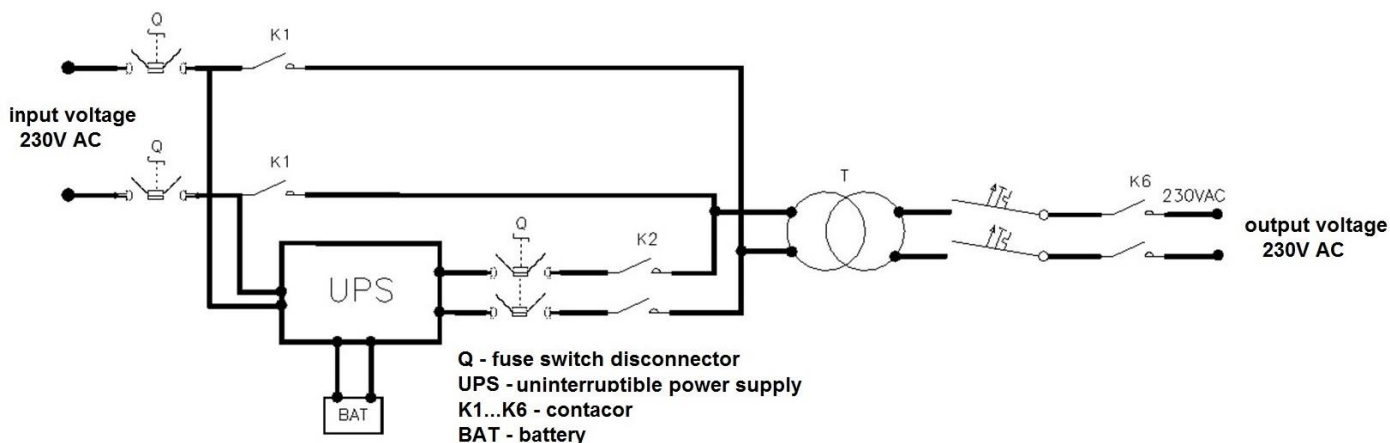 Q
K1
input voltage
230V AC
Q
K1
T
K6
230VAC
output voltage
230V AC
Q
K2
UPS
BAT
Q - fuse switch disconnector
UPS - uninterruptible power supply
K1...K6 - contacor
BAT - battery